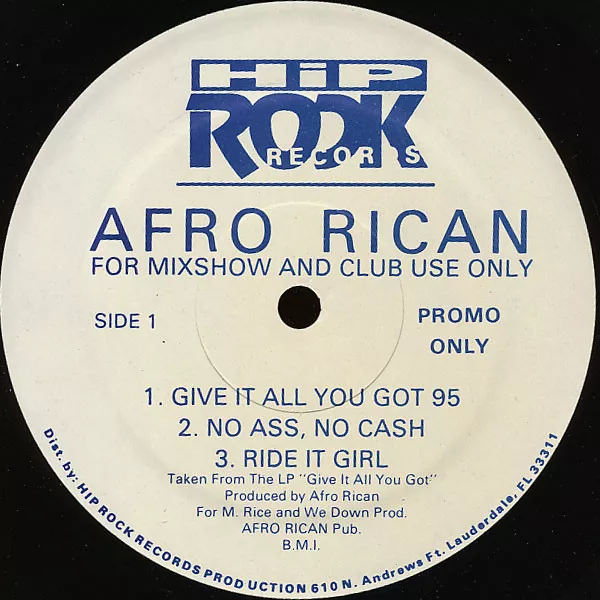 HiP
ROCK
RECORDS
AFRO RICAN
FOR MIXSHOW AND CLUB USE ONLY
SIDE 1
PROMO
ONLY
1. GIVE IT ALL YOU GOT 95
2. NO ASS, NO CASH
3. RIDE IT GIRL
Taken From The LP "Give It All You Got"
Produced by Afro Rican
For M. Rice and We Down Prod.
AFRO RICAN Pub.
B.M.I.
Dist. by: HIP ROCK RECORDS PRODUCTION 610 N. Andrews Ft. Lauderdale, FL 33311